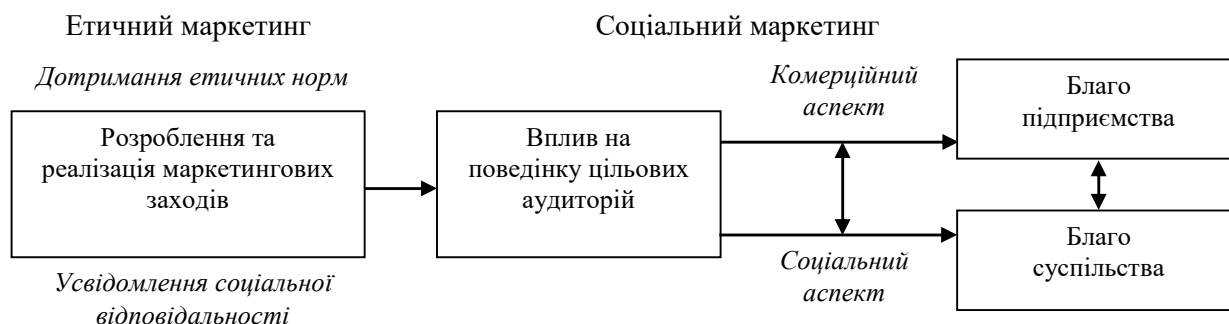 Етичний маркетинг
Соціальний маркетинг
Дотримання етичних норм
Розроблення та
реалізація маркетингових
заходів
Усвідомлення соціальної
відповідальності
Вплив на
поведінку цільових
аудиторій
Комерційний
аспект
Соціальний
аспект
Благо
підприємства
Благо
суспільства